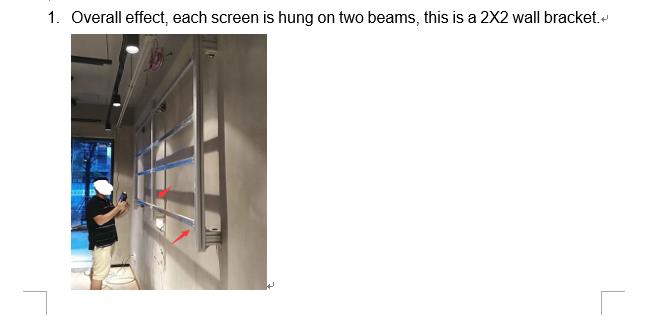 1. Overall effect, each screen is hung on two beams, this is a 2X2 wall bracket.